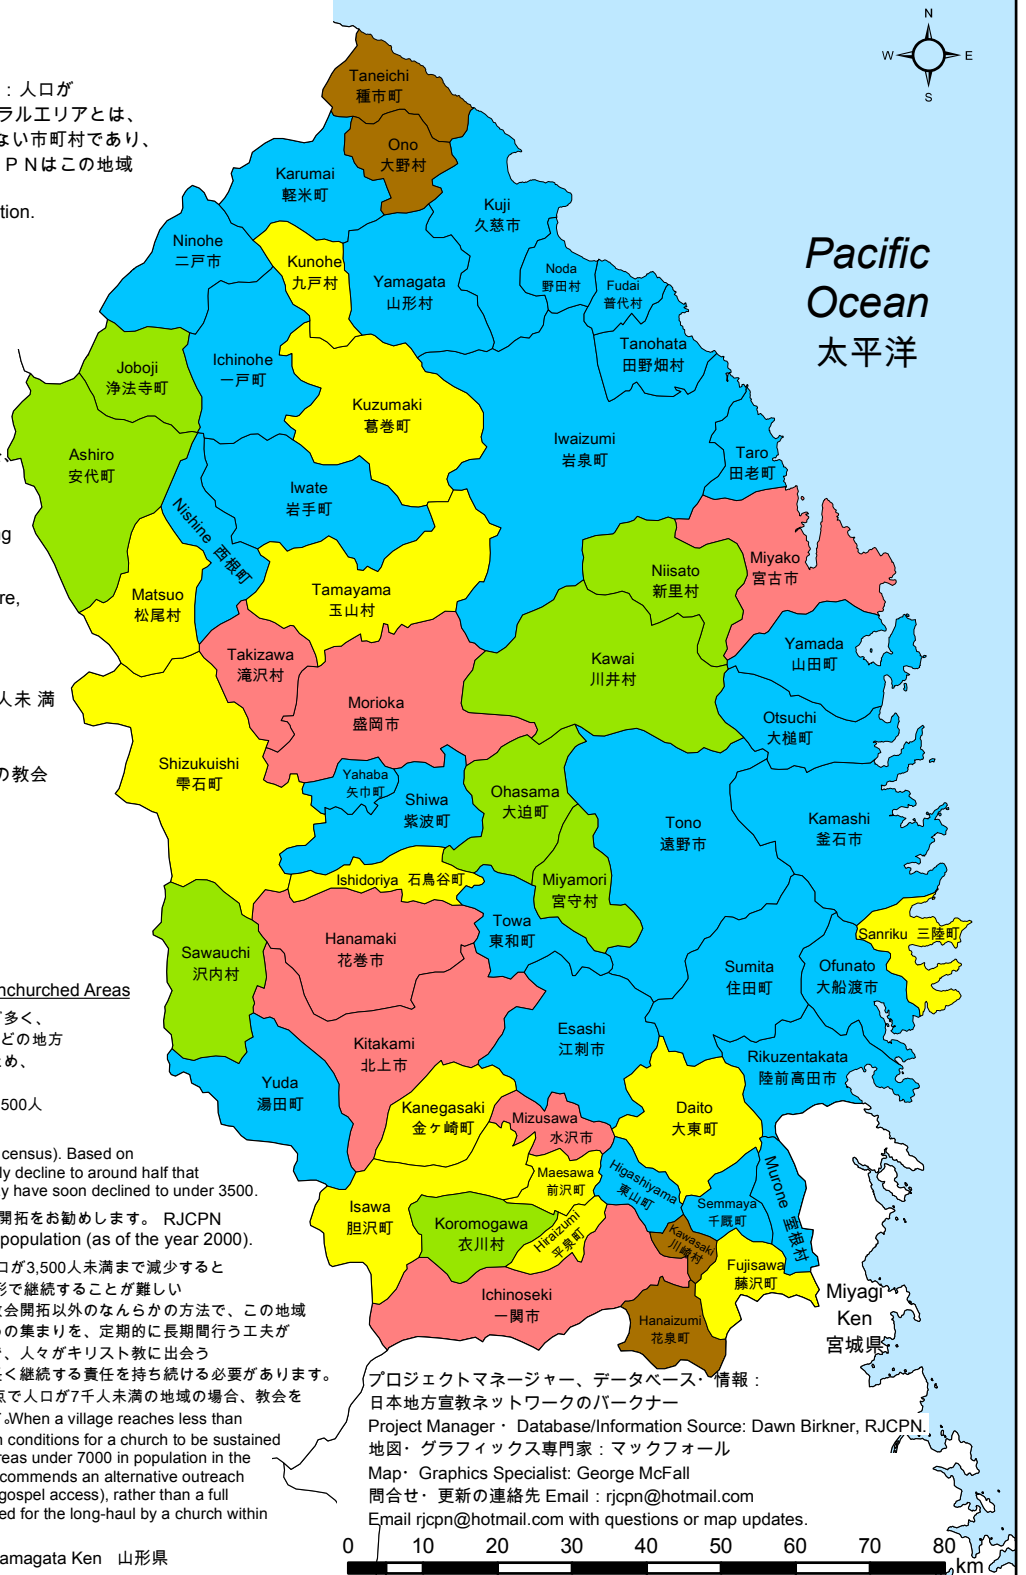 N
W
E
S
：人口が
ラルエリアとは、
ない市町村であり、
ＰＮはこの地域
tion.
Pacific
Ocean
太平洋
Taneichi
種市町
Ono
大野村
Karumai
軽米町
Kuji
久慈市
Ninohe
二戸市
Kunohe
九戸村
Yamagata
山形村
Noda
野田村
Fudai
普代村
Tanohata
田野畑村
Joboji
浄法寺町
Ichinohe
一戸町
Kuzumaki
葛巻町
Iwaizumi
岩泉町
Taro
田老町
Ashiro
安代町
、
Iwate
岩手町
Nishine 西根町
ng
Miyako
宮古市
Niisato
新里村
Matsuo
松尾村
Tamayama
玉山村
re,
Takizawa
滝沢村
Kawai
川井村
Yamada
山田町
人未 満
Morioka
盛岡市
Otsuchi
大槌町
の教会
Shizukuishi
雫石町
Yahaba
矢巾町
Shiwa
紫波町
Ohasama
大迫町
Tono
遠野市
Kamashi
釜石市
Ishidoriya 石鳥谷町
Miyamori
宮守村
Towa
東和町
Hanamaki
花巻市
Sawauchi
沢内村
Sanriku 三陸町
Sumita
住田町
Ofunato
大船渡市
nchurched Areas
多く、
どの地方
ため、
500人
Kitakami
北上市
Esashi
江刺市
Rikuzentakata
陸前高田市
Yuda
湯田町
Kanegasaki
金ヶ崎町
Mizusawa
水沢市
Daito
大東町
census). Based on
ly decline to around half that
y have soon declined to under 3500.
Maesawa
前沢町
Higashiyama
東山町
Semmaya
千厩町
Murone 室根村
Isawa
胆沢町
Koromogawa
衣川村
Hiraizumi
平泉町
Kawasaki
川崎村
Fujisawa
藤沢町
開拓をお勧めします。 RJCPN
population (as of the year 2000).
口が3,500人未満まで減少すると
形で継続することが難しい
教会開拓以外のなんらかの方法で、この地域
の集まりを、定期的に長期間行う工夫が
、人々がキリスト教に出会う
く継続する責任を持ち続ける必要があります。
点で人口が7千人未満の地域の場合、教会を
。When a village reaches less than
n conditions for a church to be sustained
reas under 7000 in population in the
commends an alternative outreach
gospel access), rather than a full
ed for the long-haul by a church within
Ichinoseki
一関市
Hanaizumi
花泉町
Miyagi
Ken
宮城県
プロジェクトマネージャー、データベース・情報：
日本地方宣教ネットワークのバークナー
Project Manager・Database/Information Source: Dawn Birkner, RJCPN.
地図・グラフィックス専門家：マックフォール
Map・Graphics Specialist: George McFall
問合せ・更新の連絡先 Email：rjcpn@hotmail.com
Email rjcpn@hotmail.com with questions or map updates.
amagata Ken 山形県
0 10 20 30 40 50 60 70 80
km